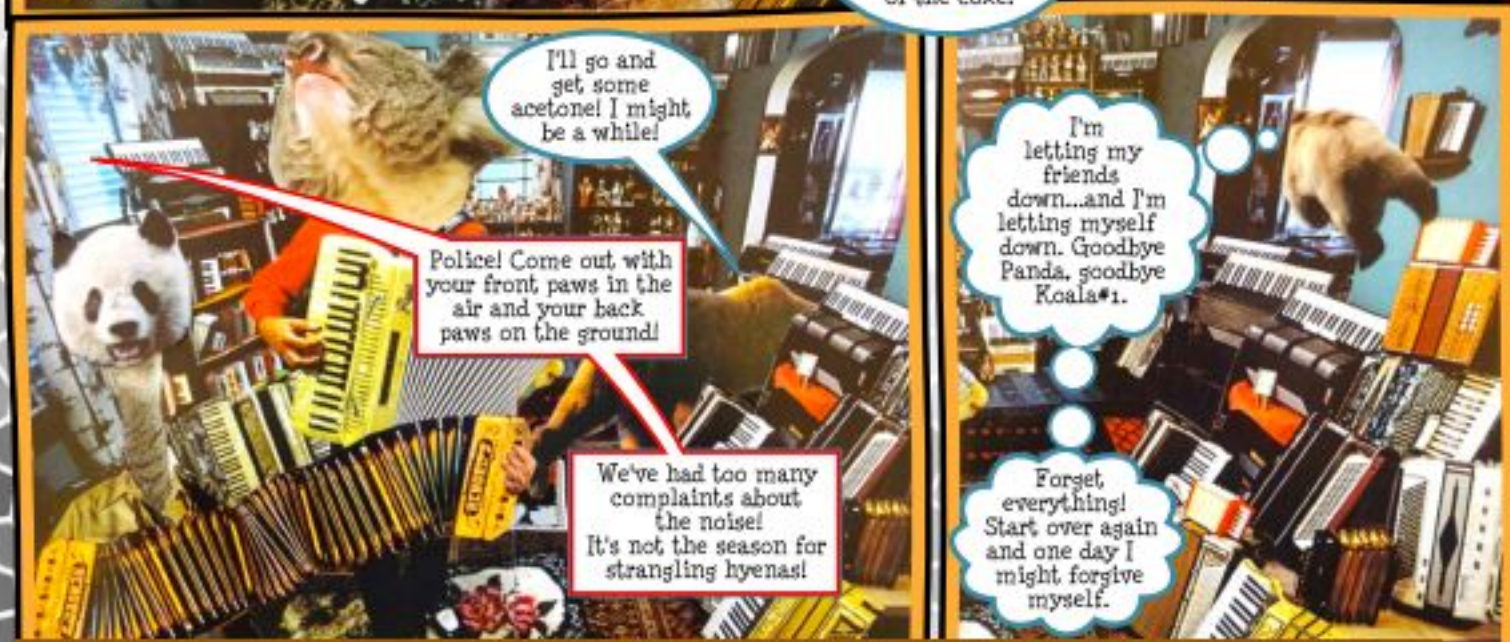 of the cake!
I'll go and
get some
acetone! I might
be a while!
Police! Come out with
your front paws in the
air and your back
paws on the ground!
We've had too many
complaints about
the noise!
It's not the season for
strangling hyenas!
I'm
letting my
friends
down...and I'm
letting myself
down. Goodbye
Panda, goodbye
Koala#1.
Forget
everything!
Start over again
and one day I
might forgive
myself.